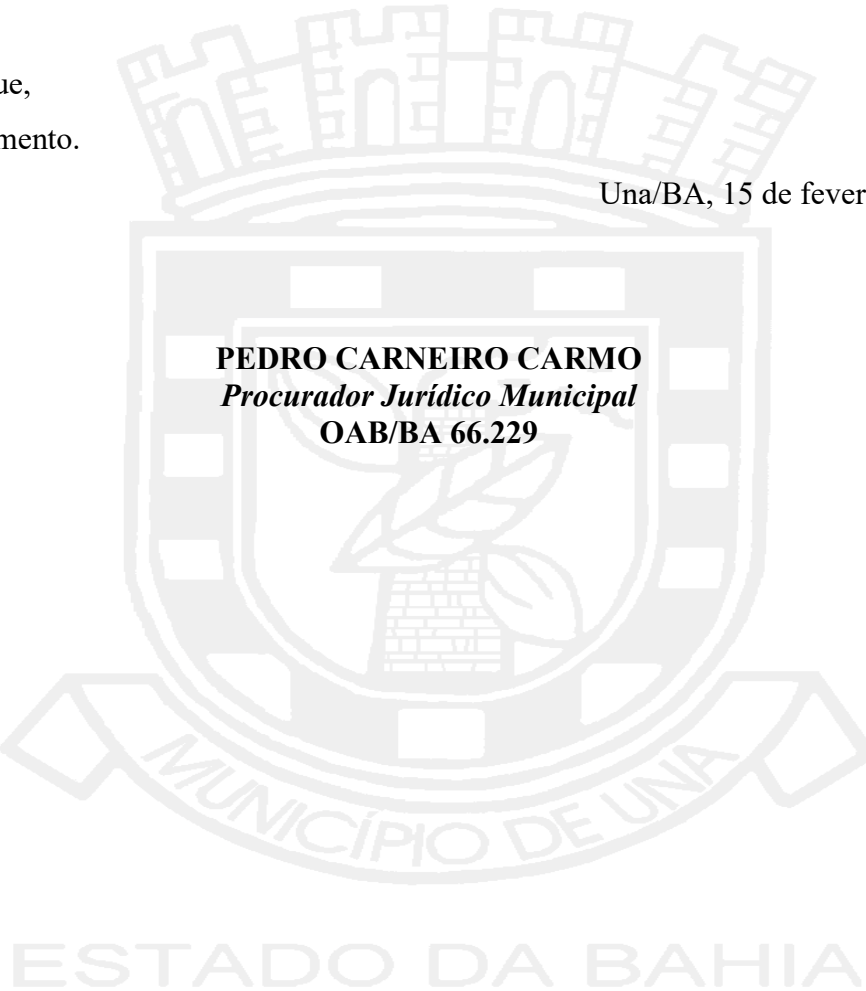 ue,
mento.
Una/BA, 15 de fever
PEDRO CARNEIRO CARMO
Procurador Jurídico Municipal
OAB/BA 66.229
MUNICÍPIO DE UNA
ESTADO DA BAHIA